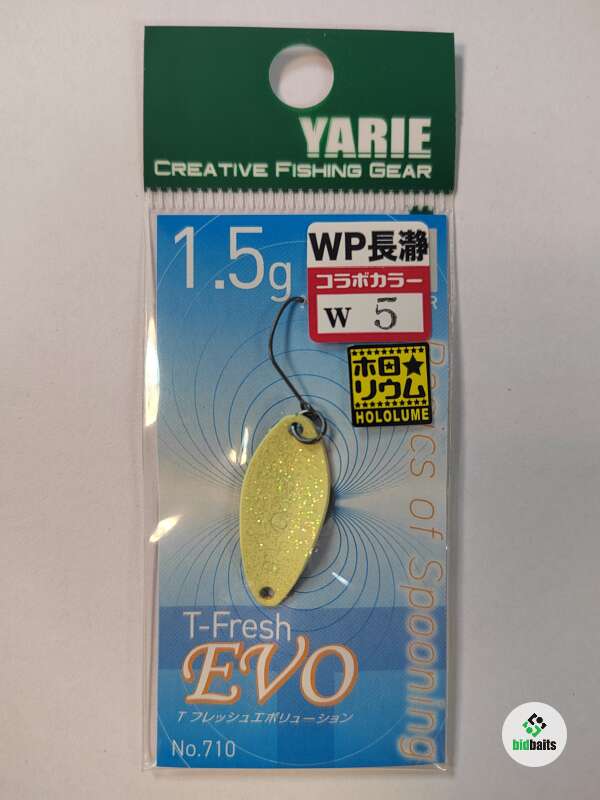 YARIE
CREATIVE FISHING GEAR
1.5g
WP長瀞
コラボカラー
W 5
R
ホロ★
リウム
HOLOLUME
Basics of Spooning
T-Fresh
EVO
T フレッシュエボリューション
No.710
bidbaits